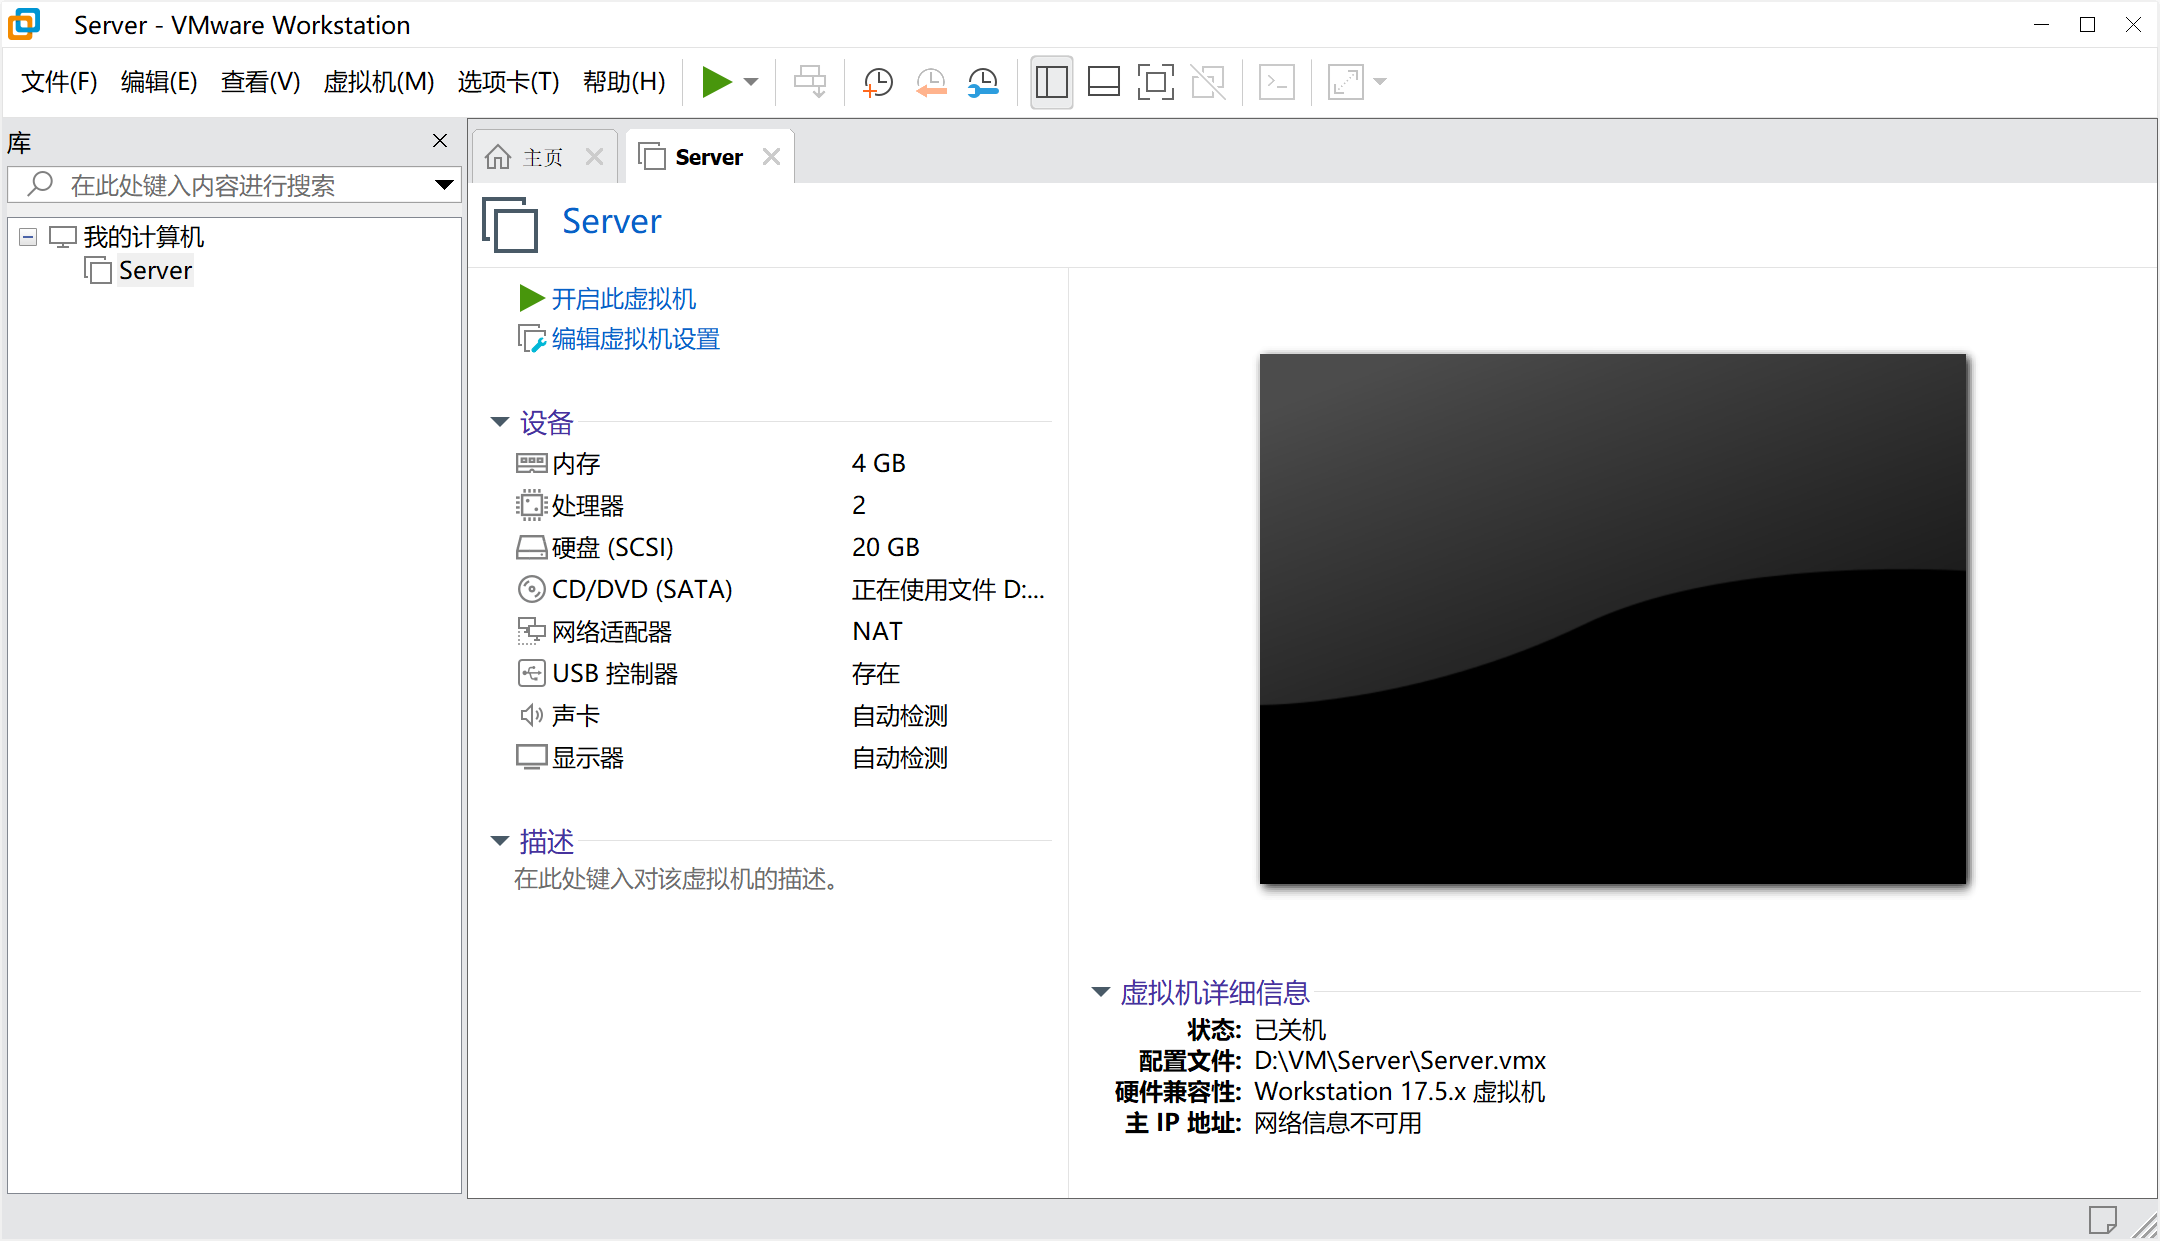 Server - VMware Workstation
文件(F) 编辑(E) 查看(V) 虚拟机(M) 选项卡(T) 帮助(H)
库
在此处键入内容进行搜索
我的计算机
Server
主页
Server
Server
开启此虚拟机
编辑虚拟机设置
设备
内存 4 GB
处理器 2
硬盘 (SCSI) 20 GB
CD/DVD (SATA) 正在使用文件 D:...
网络适配器 NAT
USB 控制器 存在
声卡 自动检测
显示器 自动检测
描述
在此处键入对该虚拟机的描述。
虚拟机详细信息
状态: 已关机
配置文件: D:\VM\Server\Server.vmx
硬件兼容性: Workstation 17.5.x 虚拟机
主 IP 地址: 网络信息不可用